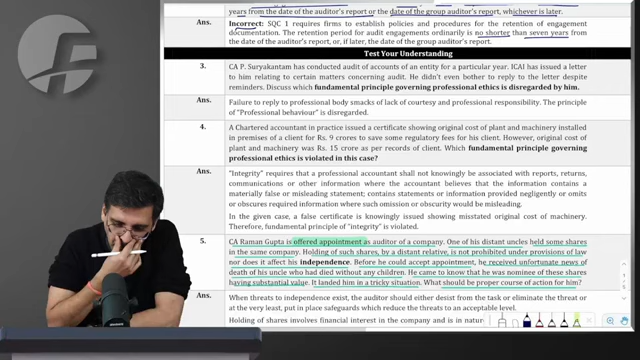 years from the date of the auditor's report or the date of the group auditor's report, whichever is later.
Ans.
Incorrect: SQC 1 requires firms to establish policies and procedures for the retention of engagement
documentation. The retention period for audit engagements ordinarily is no shorter than seven years from
the date of the auditor's report, or, if later, the date of the group auditor's report.
Test Your Understanding
3.
CA P. Suryakantam has conducted audit of accounts of an entity for a particular year. ICAI has issued a letter
to him relating to certain matters concerning audit. He didn't even bother to reply to the letter despite
reminders. Discuss which fundamental principle governing professional ethics is disregarded by him.
Ans.
Failure to reply to professional body smacks of lack of courtesy and professional responsibility. The principle
of "Professional behaviour" is disregarded.
4.
A Chartered accountant in practice issued a certificate showing original cost of plant and machinery installed
in premises of a client for Rs. 9 crores to save some regulatory fees for his client. However, original cost of
plant and machinery was Rs. 15 crore as per records of client. Which fundamental principle governing
professional ethics is violated in this case?
Ans.
"Integrity" requires that a professional accountant shall not knowingly be associated with reports, returns,
communications or other information where the accountant believes that the information contains a
materially false or misleading statement; contains statements or information provided negligently or omits
or obscures required information where such omission or obscurity would be misleading.
In the given case, a false certificate is knowingly issued showing misstated original cost of machinery.
Therefore, fundamental principle of "integrity" is violated.
5.
CA Raman Gupta is offered appointment as auditor of a company. One of his distant uncles held some shares
in the same company. Holding of such shares, by a distant relative, is not prohibited under provisions of law
nor does it affect his independence. Before he could accept appointment, he received unfortunate news of
death of his uncle who had died without any children. He came to know that he was nominee of these shares
having substantial value. It landed him in a tricky situation. What should be proper course of action for him?
Ans.
When threats to independence exist, the auditor should either desist from the task or eliminate the threat or
at the very least, put in place safeguards which reduce the threats to an acceptable level.
Holding of shares involves financial interest in the company and is in nature